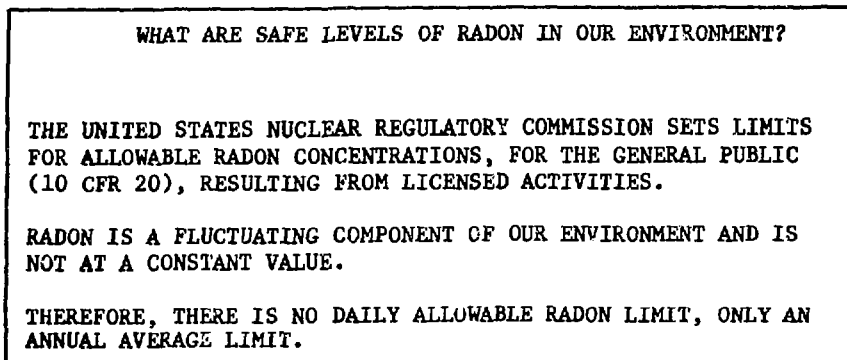 WHAT ARE SAFE LEVELS OF RADON IN OUR ENVIRONMENT?
THE UNITED STATES NUCLEAR REGULATORY COMMISSION SETS LIMITS
FOR ALLOWABLE RADON CONCENTRATIONS, FOR THE GENERAL PUBLIC
(10 CFR 20), RESULTING FROM LICENSED ACTIVITIES.
RADON IS A FLUCTUATING COMPONENT OF OUR ENVIRONMENT AND IS
NOT AT A CONSTANT VALUE.
THEREFORE, THERE IS NO DAILY ALLOWABLE RADON LIMIT, ONLY AN
ANNUAL AVERAGE LIMIT.